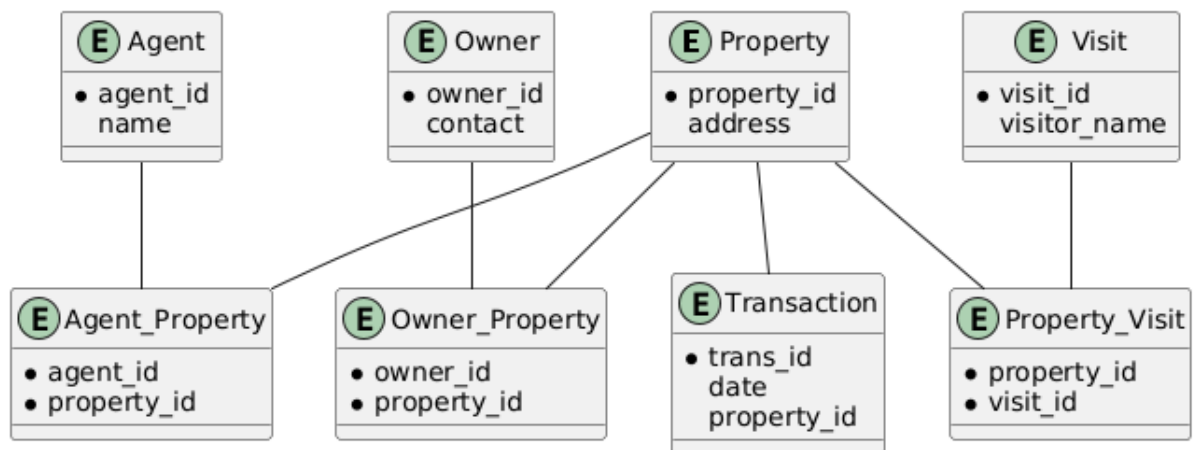 E Agent
agent_id
name
E Owner
owner_id
contact
E Property
property_id
address
E Visit
visit_id
visitor_name
E Agent_Property
agent_id
property_id
E Owner_Property
owner_id
property_id
E Transaction
trans_id
date
property_id
E Property_Visit
property_id
visit_id